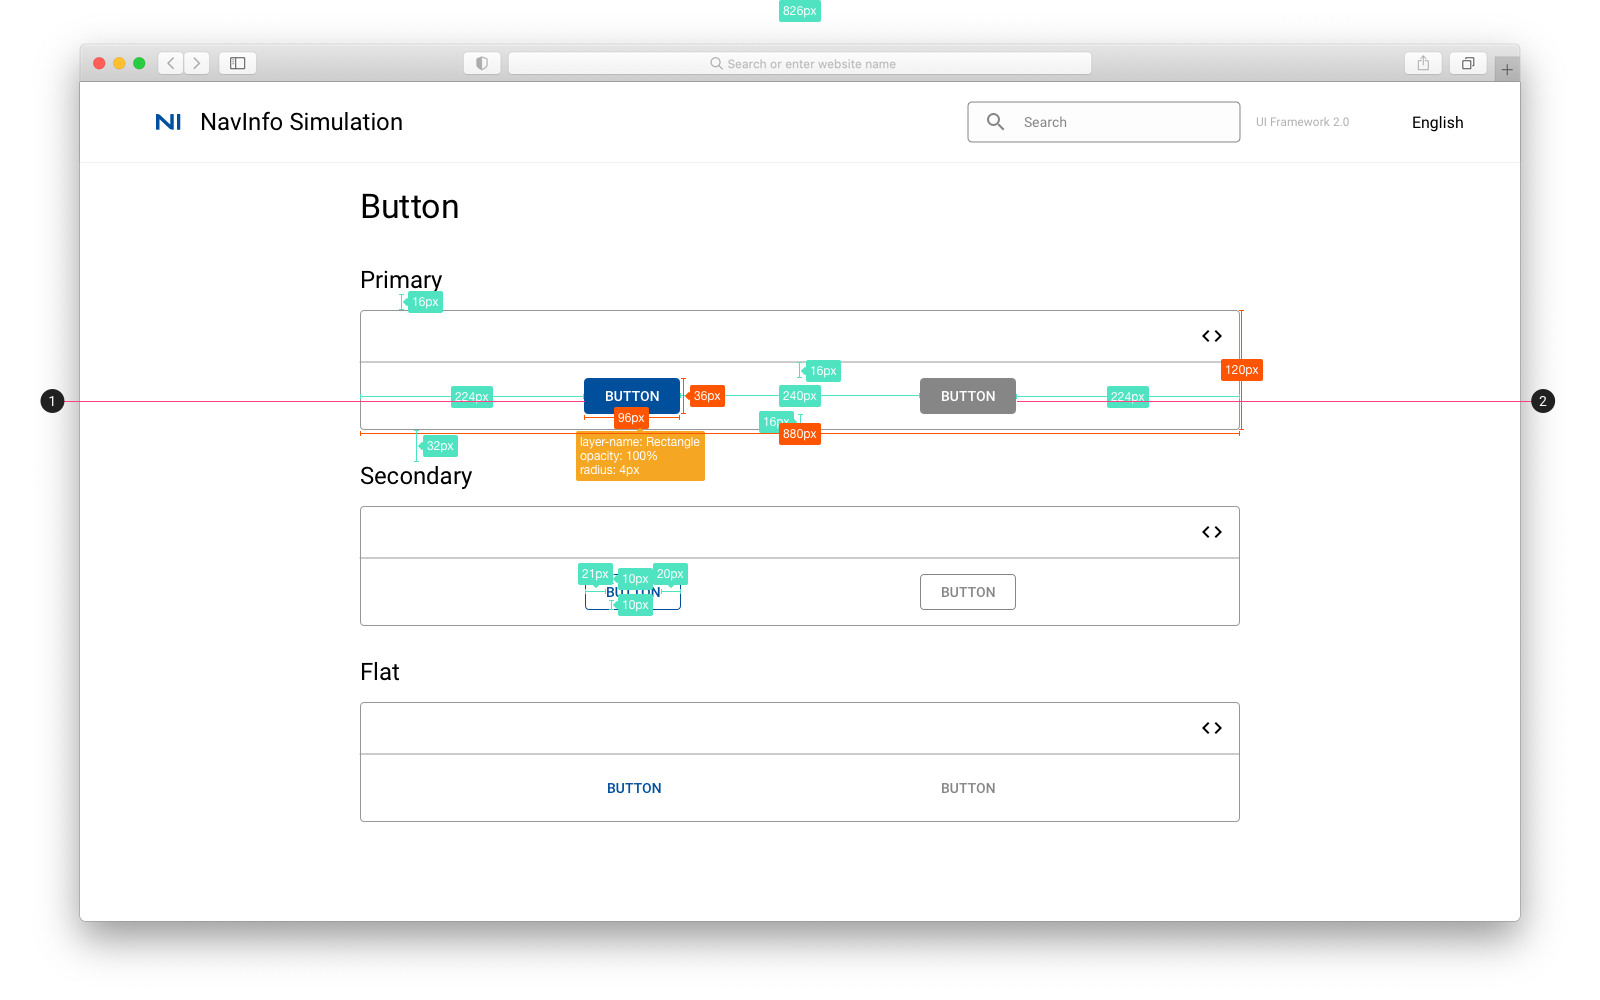 826px
Search or enter website name
NI NavInfo Simulation
Search
UI Framework 2.0
English
Button
Primary
16px
16px
120px
1
224px
BUTTON
36px
240px
BUTTON
224px
2
96px
16px
880px
32px
layer-name: Rectangle
opacity: 100%
radius: 4px
Secondary
21px
10px
20px
BUTTON
10px
BUTTON
Flat
BUTTON
BUTTON